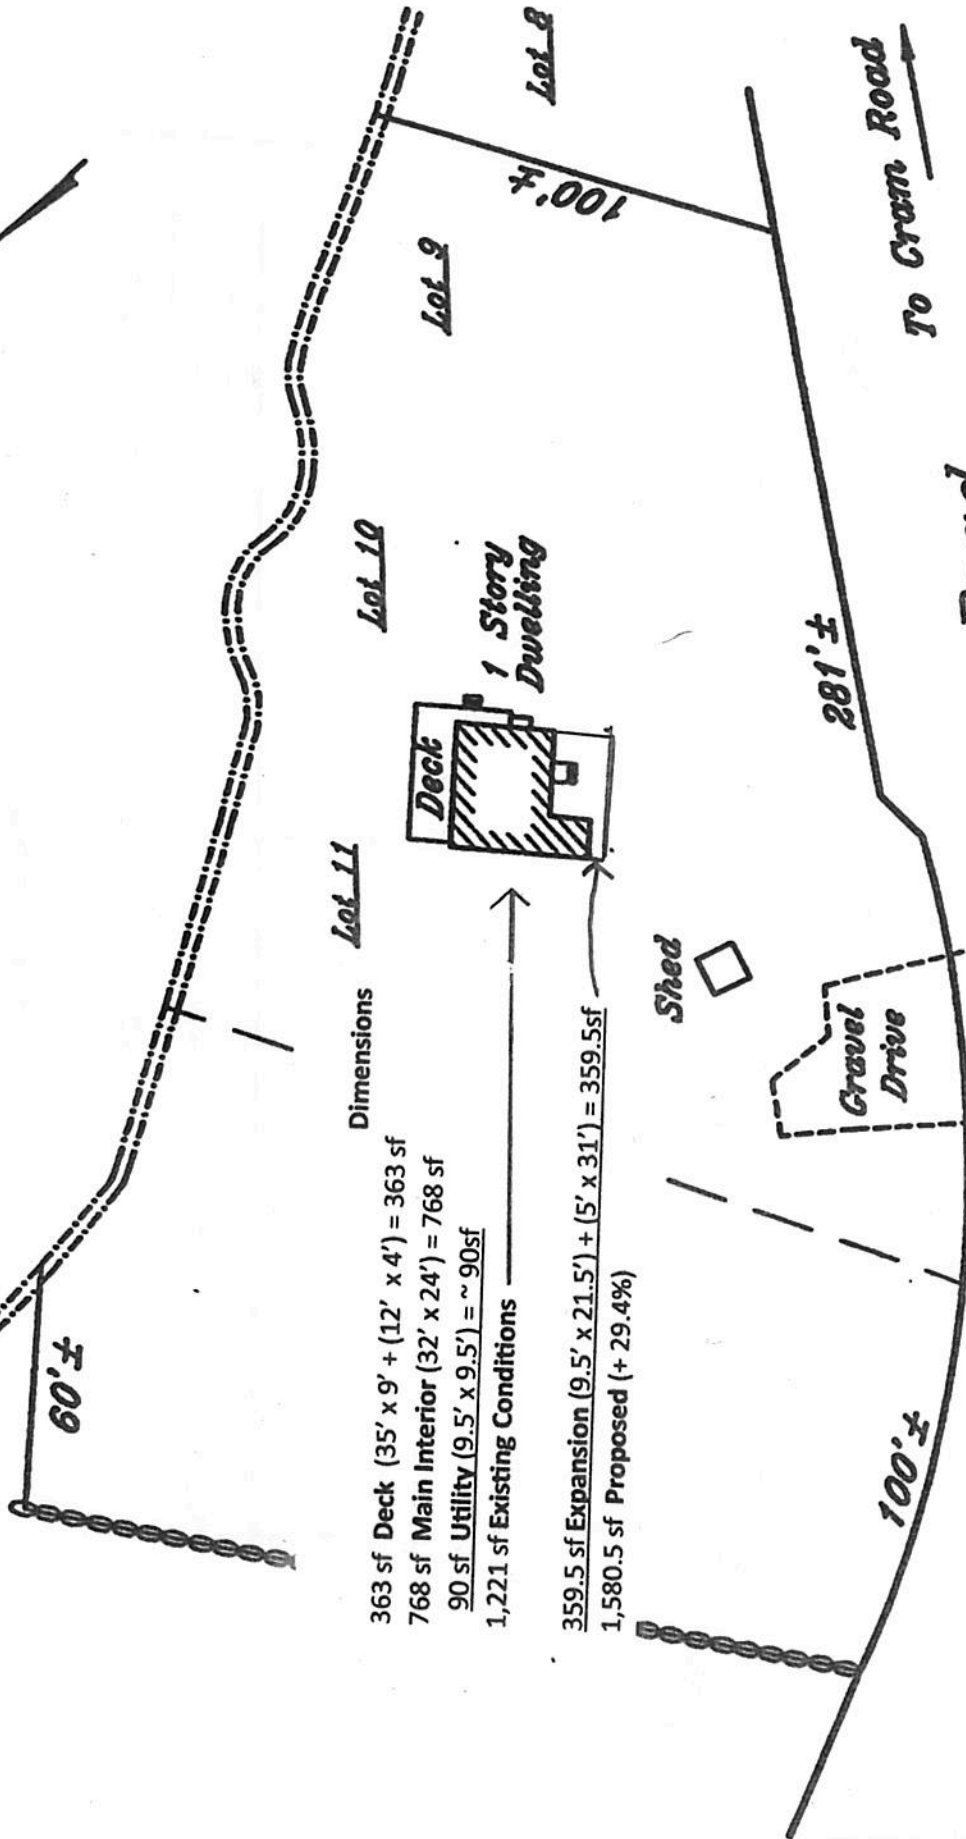 Lot 8
100'±
Lot 9
To Cram Road
Lot 10
1 Story
Dwelling
Deck
281'±
Lot 11
Shed
Gravel
Drive
Dimensions
363 sf Deck (35' x 9' + (12' x 4') = 363 sf
768 sf Main Interior (32' x 24') = 768 sf
90 sf Utility (9.5' x 9.5') = ~ 90sf
1,221 sf Existing Conditions
359.5 sf Expansion (9.5' x 21.5') + (5' x 31') = 359.5sf
1,580.5 sf Proposed (+ 29.4%)
60'±
100'±